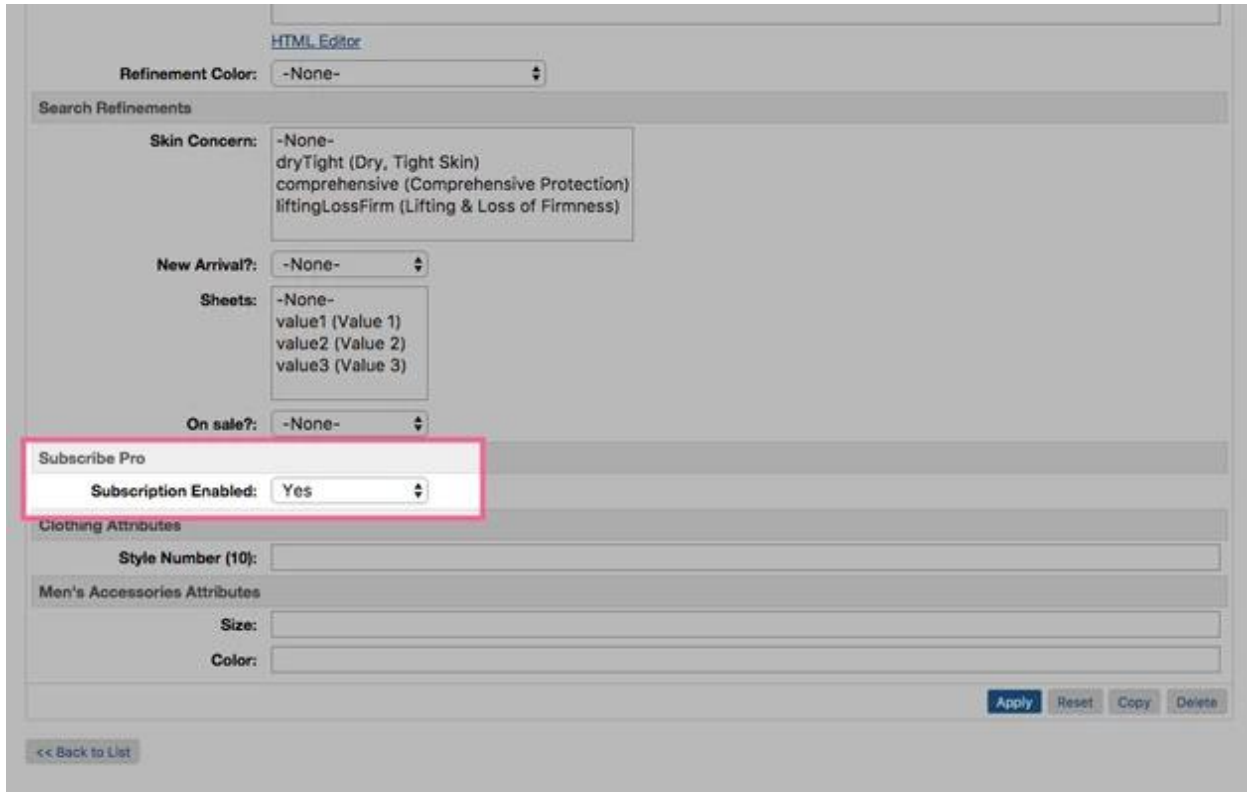 HTML Editor
Refinement Color: -None-
Search Refinements
Skin Concern: -None-
dryTight (Dry, Tight Skin)
comprehensive (Comprehensive Protection)
liftingLossFirm (Lifting & Loss of Firmness)
New Arrival?: -None-
Sheets: -None-
value1 (Value 1)
value2 (Value 2)
value3 (Value 3)
On sale?: -None-
Subscribe Pro
Subscription Enabled: Yes
Clothing Attributes
Style Number (10):
Men's Accessories Attributes
Size:
Color:
Apply Reset Copy Delete
<< Back to List